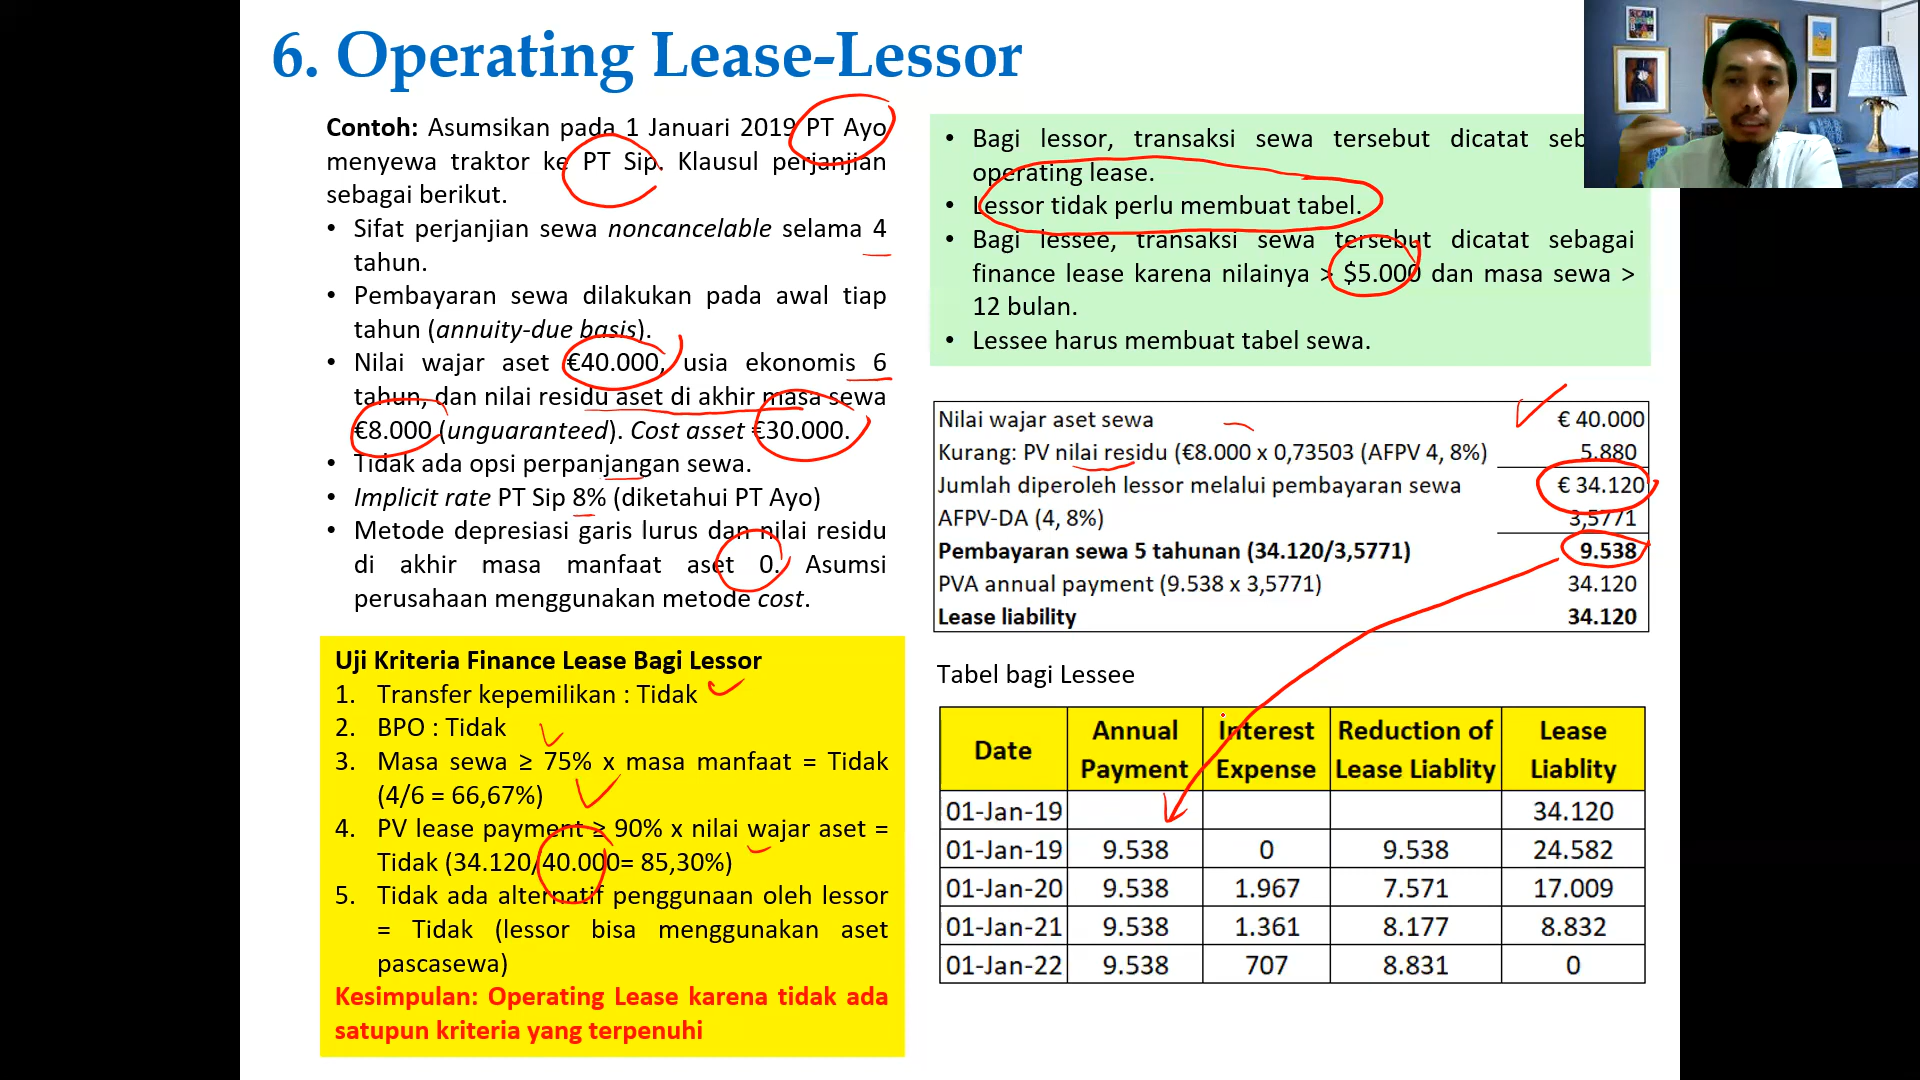 6. Operating Lease-Lessor
Contoh: Asumsikan pada 1 Januari 2019 PT Ayo
menyewa traktor ke PT Sip. Klausul perjanjian
sebagai berikut.
• Sifat perjanjian sewa noncancelable selama 4
tahun.
• Pembayaran sewa dilakukan pada awal tiap
tahun (annuity-due basis).
• Nilai wajar aset €40.000, usia ekonomis 6
tahun, dan nilai residu aset di akhir masa sewa
€8.000 (unguaranteed). Cost asset €30.000.
• Tidak ada opsi perpanjangan sewa.
• Implicit rate PT Sip 8% (diketahui PT Ayo)
• Metode depresiasi garis lurus dan nilai residu
di akhir masa manfaat aset 0. Asumsi
perusahaan menggunakan metode cost.
Uji Kriteria Finance Lease Bagi Lessor
1. Transfer kepemilikan : Tidak
2. BPO : Tidak
3. Masa sewa ≥ 75% x masa manfaat = Tidak
(4/6 = 66,67%)
4. PV lease payment ≥ 90% x nilai wajar aset =
Tidak (34.120/40.000= 85,30%)
5. Tidak ada alternatif penggunaan oleh lessor
= Tidak (lessor bisa menggunakan aset
pascasewa)
Kesimpulan: Operating Lease karena tidak ada
satupun kriteria yang terpenuhi
• Bagi lessor, transaksi sewa tersebut dicatat
operating lease.
• Lessor tidak perlu membuat tabel.
• Bagi lessee, transaksi sewa tersebut dicatat sebagai
finance lease karena nilainya > $5.000 dan masa sewa >
12 bulan.
• Lessee harus membuat tabel sewa.
Nilai wajar aset sewa € 40.000
Kurang: PV nilai residu (€8.000 x 0,73503 (AFPV 4, 8%) 5.880
Jumlah diperoleh lessor melalui pembayaran sewa € 34.120
AFPV-DA (4, 8%) 3,5771
Pembayaran sewa 5 tahunan (34.120/3,5771) 9.538
PVA annual payment (9.538 x 3,5771) 34.120
Lease liability 34.120
Tabel bagi Lessee
Date Annual Payment Interest Expense Reduction of Lease Liablity Lease Liablity
01-Jan-19 34.120
01-Jan-19 9.538 0 9.538 24.582
01-Jan-20 9.538 1.967 7.571 17.009
01-Jan-21 9.538 1.361 8.177 8.832
01-Jan-22 9.538 707 8.831 0